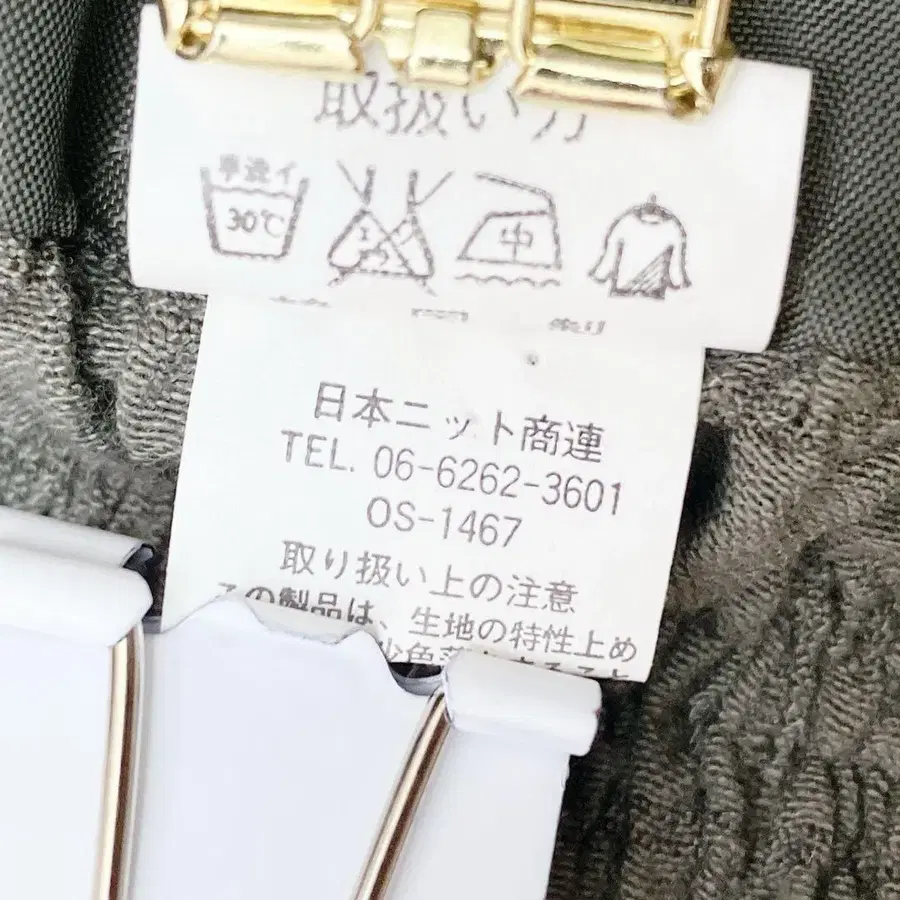 取扱い方
手洗イ
30℃
中
日本ニット商連
TEL. 06-6262-3601
OS-1467
取り扱い上の注意
この製品は、生地の特性上め